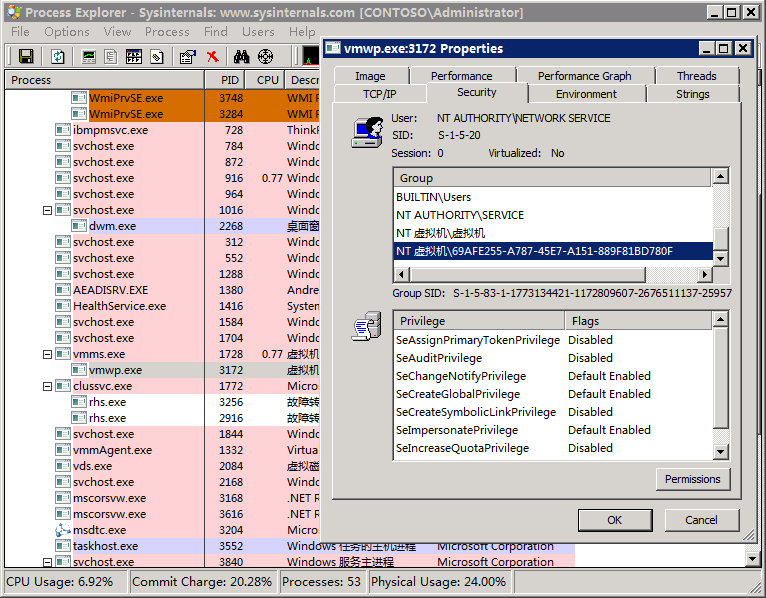 Process Explorer - Sysinternals: www.sysinternals.com [CONTOSO\Administrator]
File Options View Process Find Users Help
Process PID CPU Descr
WmiPrvSE.exe 3748 WMI P
WmiPrvSE.exe 3284 WMI P
ibmpmsvc.exe 728 ThinkP
svchost.exe 784 Windo
svchost.exe 872 Windo
svchost.exe 916 0.77 Windo
svchost.exe 964 Windo
svchost.exe 1016 Windo
dwm.exe 2268 桌面窗
svchost.exe 312 Windo
svchost.exe 552 Windo
svchost.exe 1288 Windo
AEADISRV.EXE 1380 Andre
HealthService.exe 1416 System
svchost.exe 1584 Windo
svchost.exe 1704 Windo
vmms.exe 1728 0.77 虚拟机
vmwp.exe 3172 虚拟机
clussvc.exe 1772 Micros
rhs.exe 3256 故障转
rhs.exe 2916 故障转
svchost.exe 1844 Windo
vmmAgent.exe 1332 Virtua
vds.exe 2084 虚拟磁
svchost.exe 2168 Windo
mscorsvw.exe 3168 .NET R
mscorsvw.exe 3616 .NET R
msdtc.exe 3204 Micros
taskhost.exe 3552 Windows 任务的主机进程 Microsoft Corporation
svchost.exe 3840 Windows 服务主进程 Microsoft Corporation
CPU Usage: 6.92% Commit Charge: 20.28% Processes: 53 Physical Usage: 24.00%
vmwp.exe:3172 Properties
Image Performance Performance Graph Threads
TCP/IP Security Environment Strings
User: NT AUTHORITY\NETWORK SERVICE
SID: S-1-5-20
Session: 0 Virtualized: No
Group
BUILTIN\Users
NT AUTHORITY\SERVICE
NT 虚拟机\虚拟机
NT 虚拟机\69AFE255-A787-45E7-A151-889F81BD780F
Group SID: S-1-5-83-1-1773134421-1172809607-2676511137-25957
Privilege Flags
SeAssignPrimaryTokenPrivilege Disabled
SeAuditPrivilege Disabled
SeChangeNotifyPrivilege Default Enabled
SeCreateGlobalPrivilege Default Enabled
SeCreateSymbolicLinkPrivilege Disabled
SeImpersonatePrivilege Default Enabled
SeIncreaseQuotaPrivilege Disabled
Permissions
OK Cancel